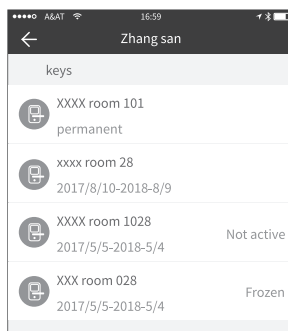 A&AT 16:59
Zhang san
keys
XXXX room 101
permanent
xxxx room 28
2017/8/10-2018-8/9
XXXX room 1028
2017/5/5-2018-5/4 Not active
XXX room 028
2017/5/5-2018-5/4 Frozen